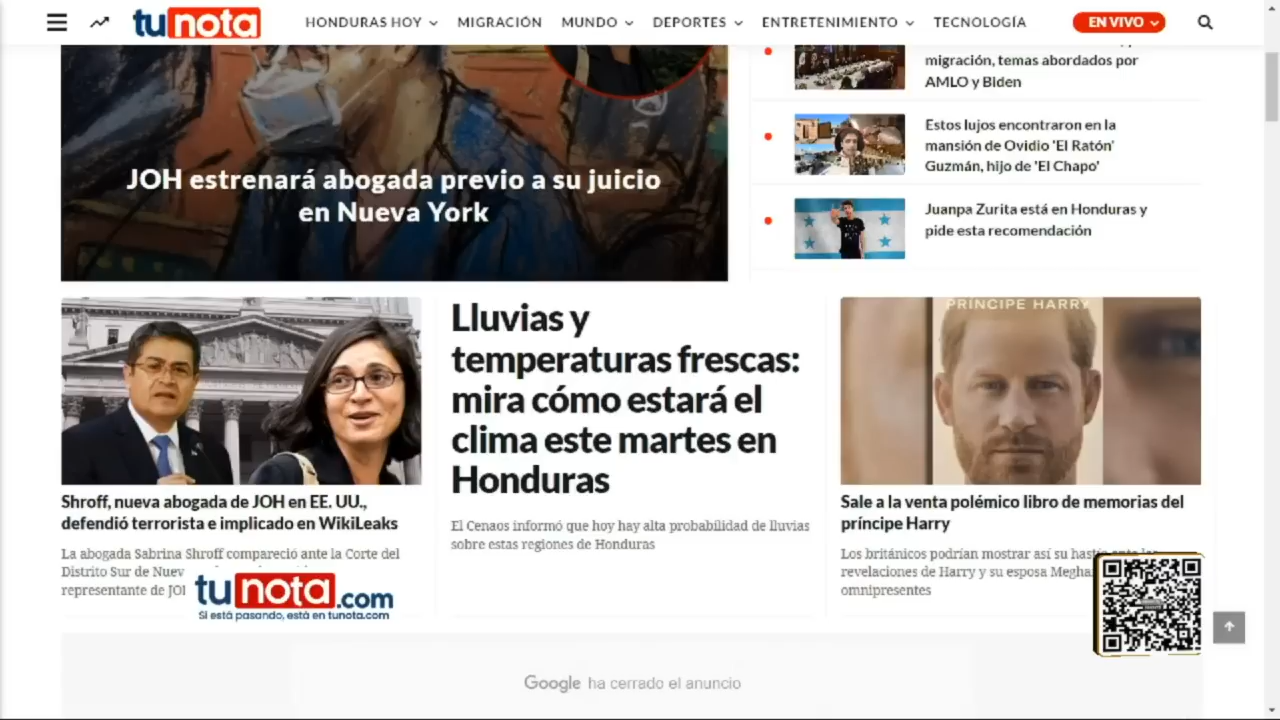 tunota
HONDURAS HOY
MIGRACIÓN
MUNDO
DEPORTES
ENTRETENIMIENTO
TECNOLOGÍA
EN VIVO
JOH estrenará abogada previo a su juicio
en Nueva York
migración, temas abordados por
AMLO y Biden
Estos lujos encontraron en la
mansión de Ovidio 'El Ratón'
Guzmán, hijo de 'El Chapo'
Juanpa Zurita está en Honduras y
pide esta recomendación
Shroff, nueva abogada de JOH en EE. UU.,
defendió terrorista e implicado en WikiLeaks
La abogada Sabrina Shroff compareció ante la Corte del
Distrito Sur de Nuev
representante de JOI
Lluvias y
temperaturas frescas:
mira cómo estará el
clima este martes en
Honduras
El Cenaos informó que hoy hay alta probabilidad de lluvias
sobre estas regiones de Honduras
PRÍNCIPE HARRY
Sale a la venta polémico libro de memorias del
príncipe Harry
Los británicos podrían mostrar así su hastío ante las
revelaciones de Harry y su esposa Megha
omnipresentes
tunota.com
Si está pasando, está en tunota.com
Google ha cerrado el anuncio